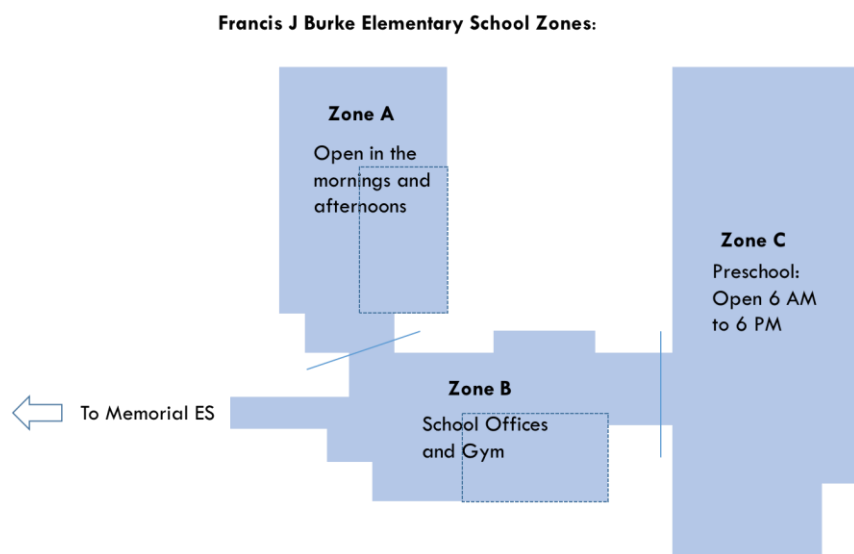 Francis J Burke Elementary School Zones:
Zone A
Open in the
mornings and
afternoons
Zone C
Preschool:
Open 6 AM
to 6 PM
Zone B
School Offices
and Gym
To Memorial ES